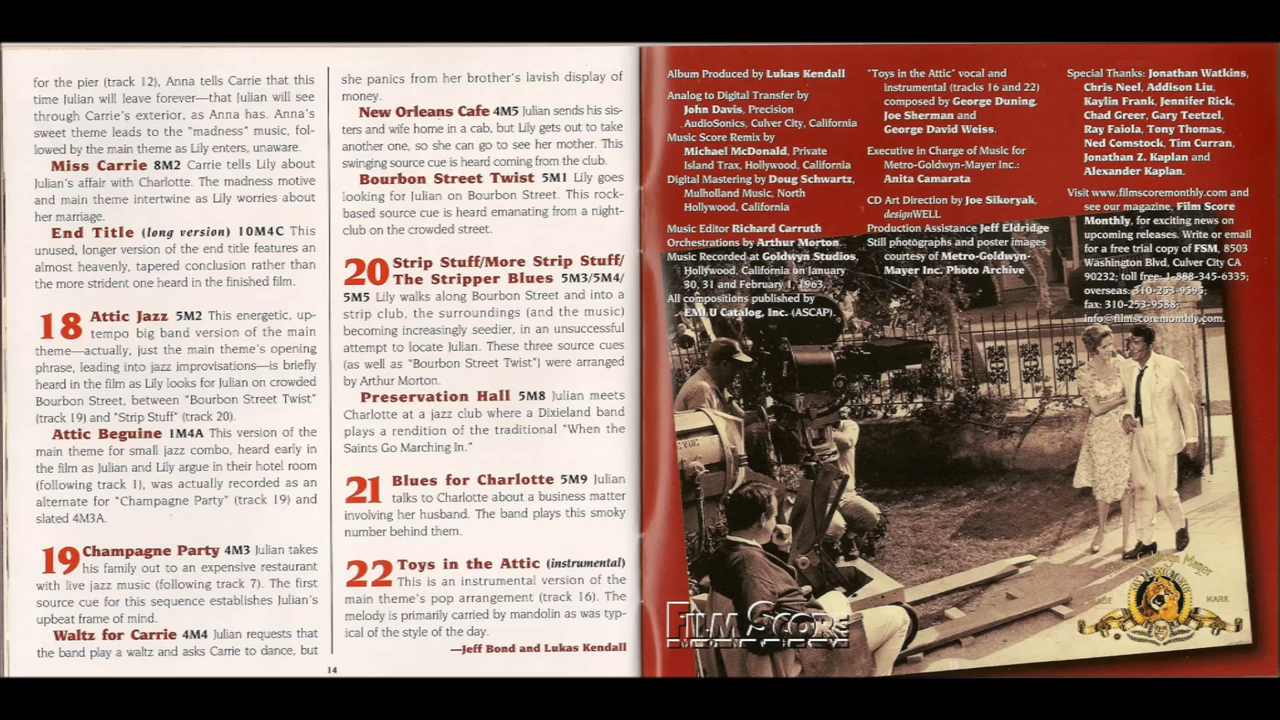 for the pier (track 12), Anna tells Carrie that this
time Julian will leave forever—that Julian will see
through Carrie's exterior, as Anna has. Anna's
sweet theme leads to the "madness" music, fol-
lowed by the main theme as Lily enters, unaware.
Miss Carrie 8M2 Carrie tells Lily about
Julian's affair with Charlotte. The madness motive
and main theme intertwine as Lily worries about
her marriage.
End Title (long version) 10M4C This
unused, longer version of the end title features an
almost heavenly, tapered conclusion rather than
the more strident one heard in the finished film.
18 Attic Jazz 5M2 This energetic, up-
tempo big band version of the main
theme—actually, just the main theme's opening
phrase, leading into jazz improvisations—is briefly
heard in the film as Lily looks for Julian on crowded
Bourbon Street, between "Bourbon Street Twist"
(track 19) and "Strip Stuff" (track 20).
Attic Beguine 1M4A This version of the
main theme for small jazz combo, heard early in
the film as Julian and Lily argue in their hotel room
(following track 1), was actually recorded as an
alternate for "Champagne Party" (track 19) and
slated 4M3A.
19 Champagne Party 4M3 Julian takes
his family out to an expensive restaurant
with live jazz music (following track 7). The first
source cue for this sequence establishes Julian's
upbeat frame of mind.
Waltz for Carrie 4M4 Julian requests that
the band play a waltz and asks Carrie to dance, but
she panics from her brother's lavish display of
money.
New Orleans Cafe 4M5 Julian sends his sis-
ters and wife home in a cab, but Lily gets out to take
another one, so she can go to see her mother. This
swinging source cue is heard coming from the club.
Bourbon Street Twist 5M1 Lily goes
looking for Julian on Bourbon Street. This rock-
based source cue is heard emanating from a night-
club on the crowded street.
20 Strip Stuff/More Strip Stuff/
The Stripper Blues 5M3/5M4/
5M5 Lily walks along Bourbon Street and into a
strip club, the surroundings (and the music)
becoming increasingly seedier, in an unsuccessful
attempt to locate Julian. These three source cues
(as well as "Bourbon Street Twist") were arranged
by Arthur Morton.
Preservation Hall 5M8 Julian meets
Charlotte at a jazz club where a Dixieland band
plays a rendition of the traditional "When the
Saints Go Marching In."
21 Blues for Charlotte 5M9 Julian
talks to Charlotte about a business matter
involving her husband. The band plays this smoky
number behind them.
22 Toys in the Attic (instrumental)
This is an instrumental version of the
main theme's pop arrangement (track 16). The
melody is primarily carried by mandolin as was typ-
ical of the style of the day.
—Jeff Bond and Lukas Kendall
14
Album Produced by Lukas Kendall
Analog to Digital Transfer by
John Davis, Precision
AudioSonics, Culver City, California
Music Score Remix by
Michael McDonald, Private
Island Trax, Hollywood, California
Digital Mastering by Doug Schwartz,
Mulholland Music, North
Hollywood, California
Music Editor Richard Carruth
Orchestrations by Arthur Morton
Music Recorded at Goldwyn Studios,
Hollywood, California on January
30, 31 and February 1, 1963.
All compositions published by
EMI U Catalog, Inc. (ASCAP).
"Toys in the Attic" vocal and
instrumental (tracks 16 and 22)
composed by George Duning,
Joe Sherman and
George David Weiss.
Executive in Charge of Music for
Metro-Goldwyn-Mayer Inc.:
Anita Camarata
CD Art Direction by Joe Sikoryak,
designWELL
Production Assistance Jeff Eldridge
Still photographs and poster images
courtesy of Metro-Goldwyn-
Mayer Inc. Photo Archive
Special Thanks: Jonathan Watkins,
Chris Neel, Addison Liu,
Kaylin Frank, Jennifer Rick,
Chad Greer, Gary Teetzel,
Ray Faiola, Tony Thomas,
Ned Comstock, Tim Curran,
Jonathan Z. Kaplan and
Alexander Kaplan.
Visit www.filmscoremonthly.com and
see our magazine, Film Score
Monthly, for exciting news on
upcoming releases. Write or email
for a free trial copy of FSM, 8503
Washington Blvd, Culver City CA
90232; toll free: 1-888-345-6335;
overseas: 310-253-9595;
fax: 310-253-9588;
info@filmscoremonthly.com.
FILM SCORE
MARK